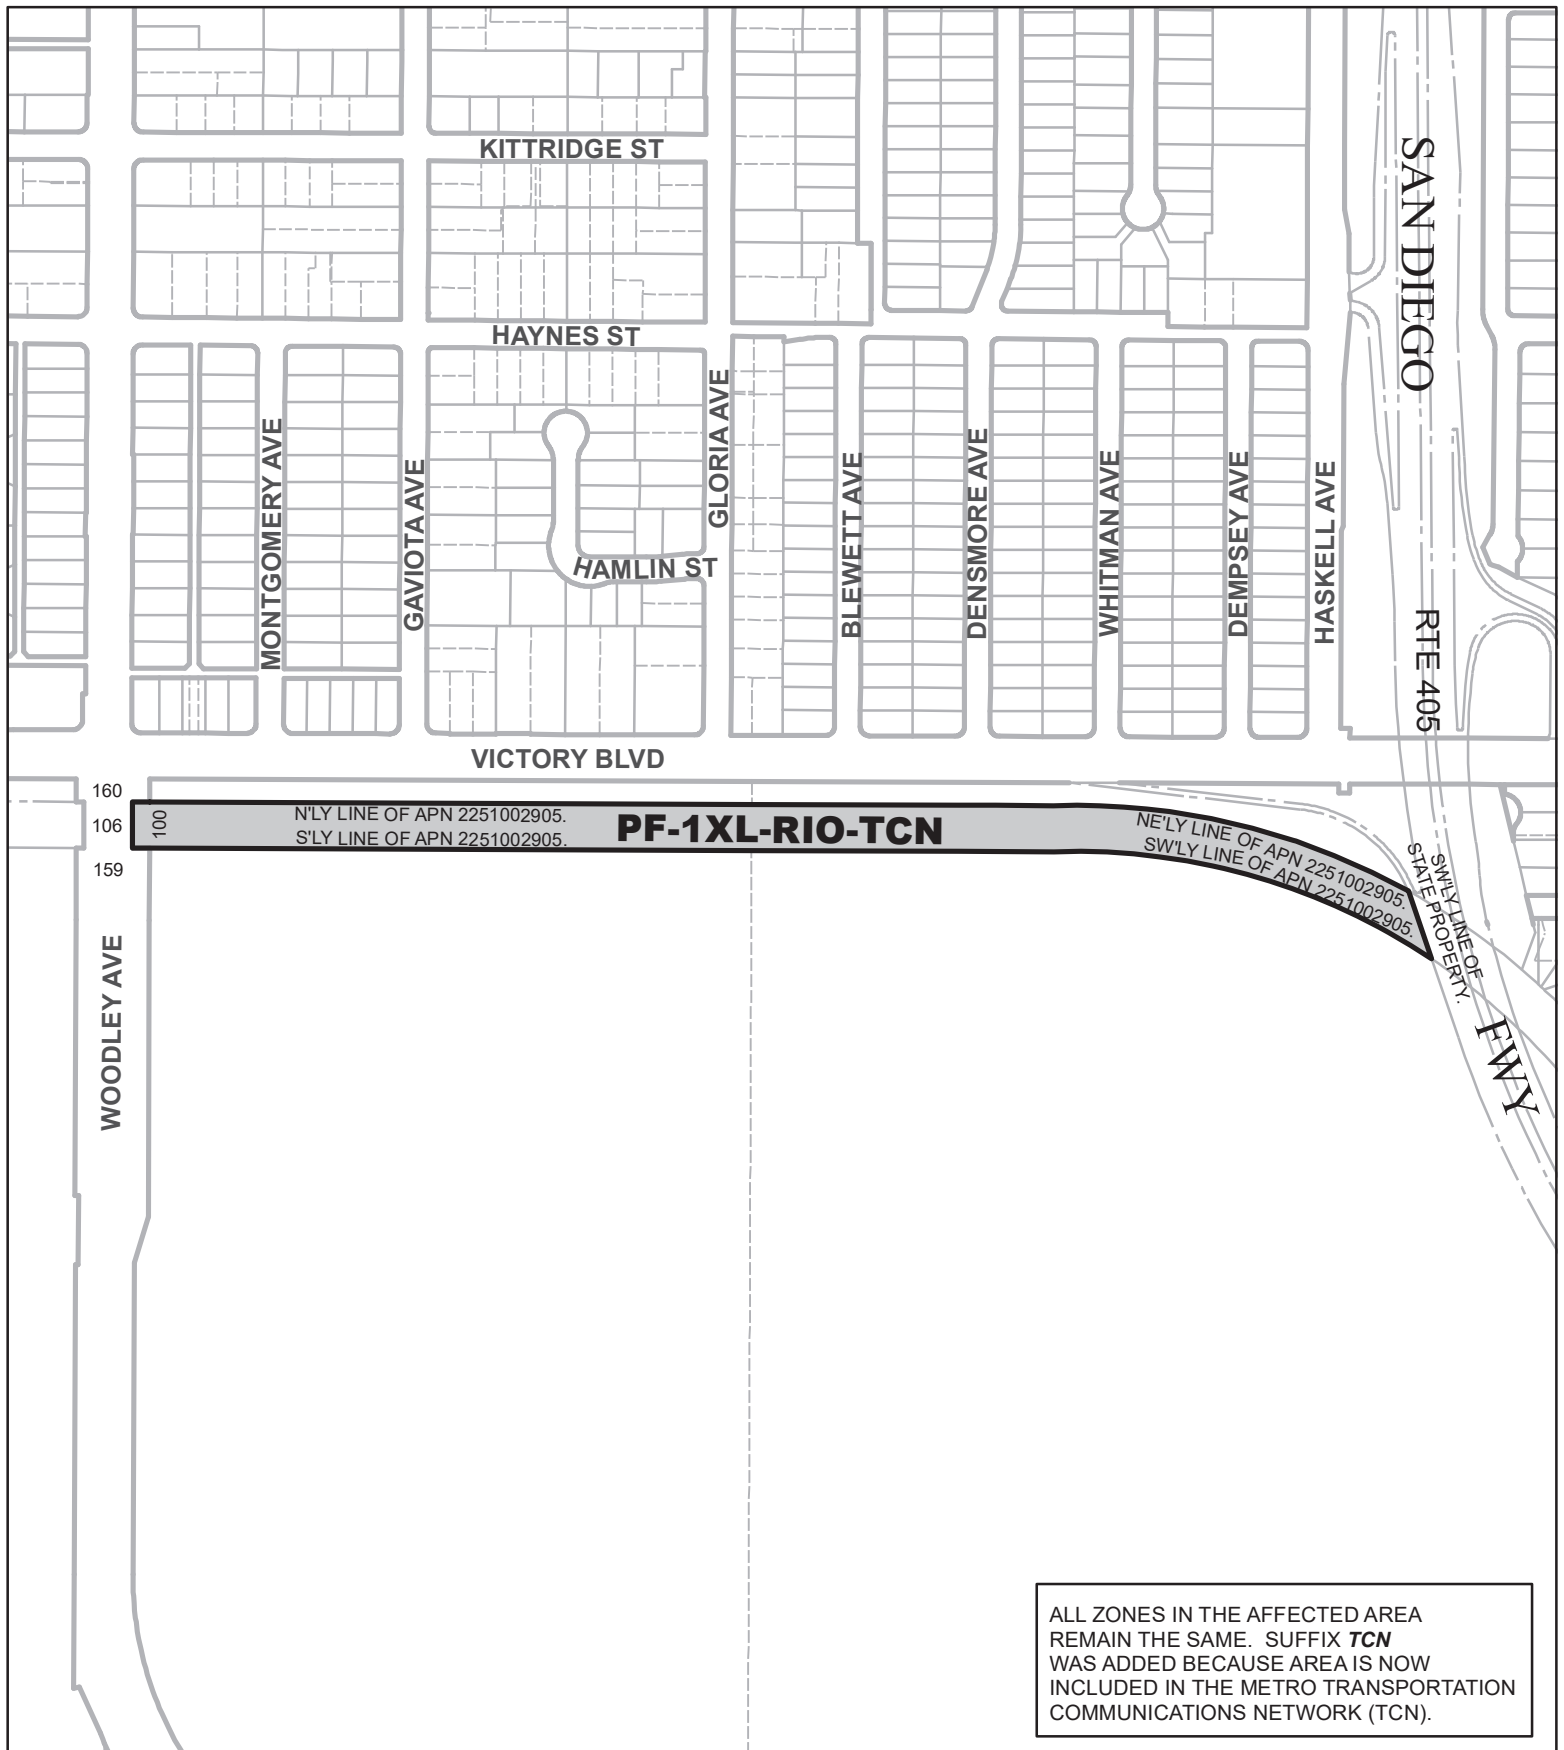 KITTRIDGE ST
SAN DIEGO
HAYNES ST
GLORIA AVE
MONTGOMERY AVE
GAVIOTA AVE
BLEWETT AVE
DENSMORE AVE
WHITMAN AVE
DEMPSEY AVE
HASKELL AVE
HAMLIN ST
RTE 405
VICTORY BLVD
160
106
100
159
N'LY LINE OF APN 2251002905.
S'LY LINE OF APN 2251002905.
PF-1XL-RIO-TCN
NE'LY LINE OF APN 2251002905.
SW'LY LINE OF APN 2251002905.
SW'LY LINE OF
STATE PROPERTY.
WOODLEY AVE
FWY
ALL ZONES IN THE AFFECTED AREA
REMAIN THE SAME. SUFFIX TCN
WAS ADDED BECAUSE AREA IS NOW
INCLUDED IN THE METRO TRANSPORTATION
COMMUNICATIONS NETWORK (TCN).